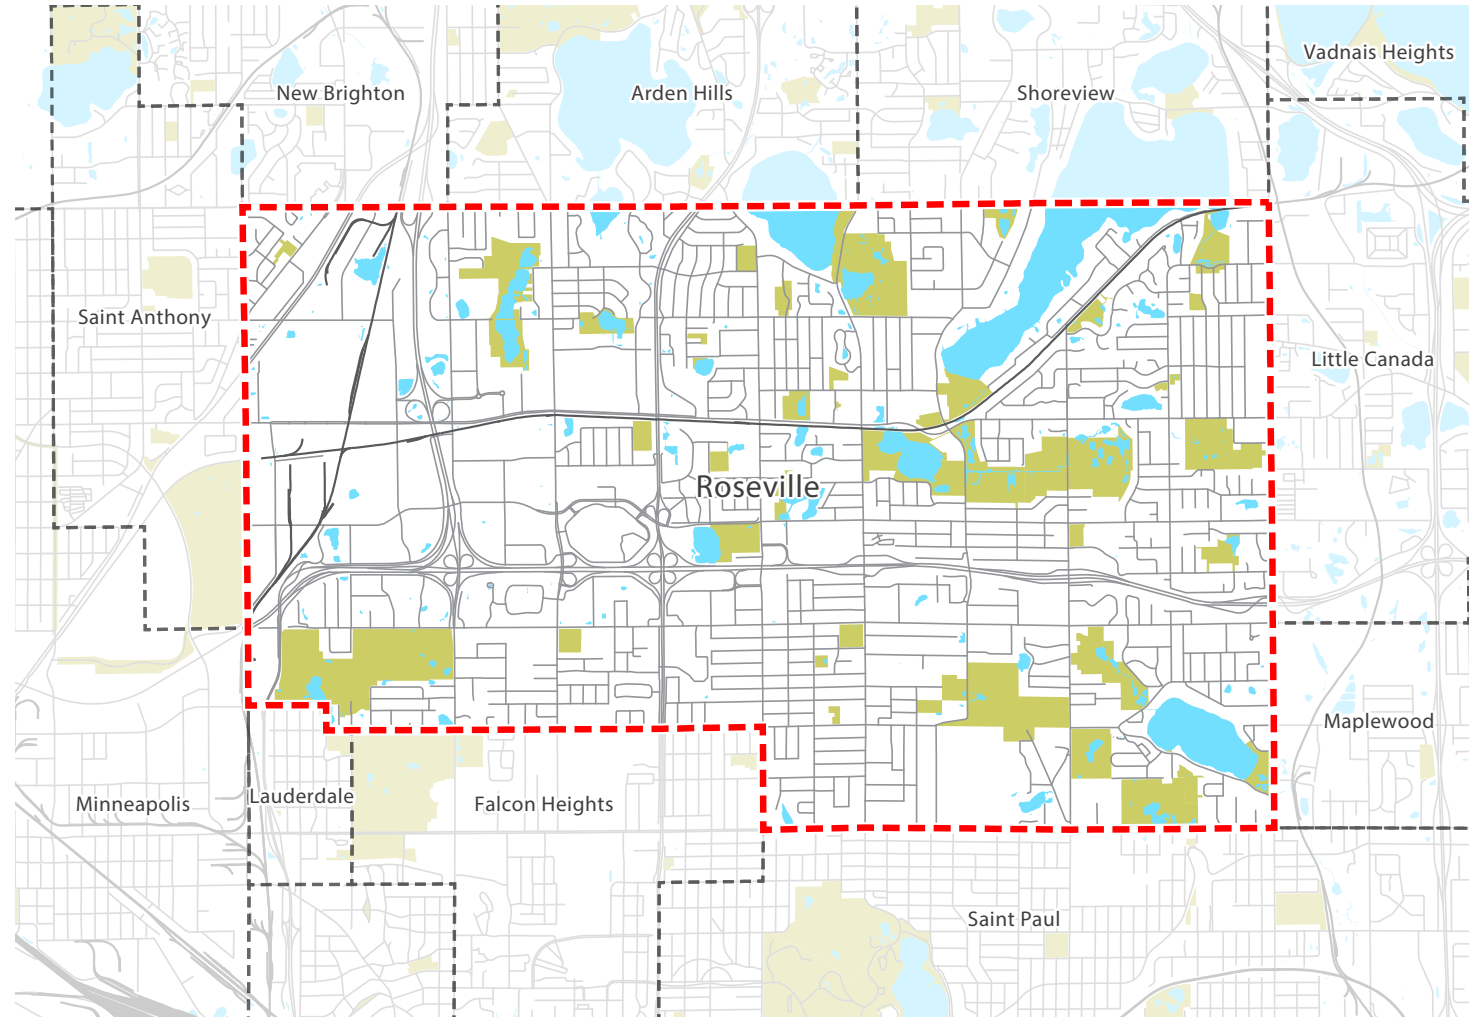 Vadnais Heights
New Brighton
Arden Hills
Shoreview
Saint Anthony
Little Canada
Roseville
Maplewood
Minneapolis
Lauderdale
Falcon Heights
Saint Paul